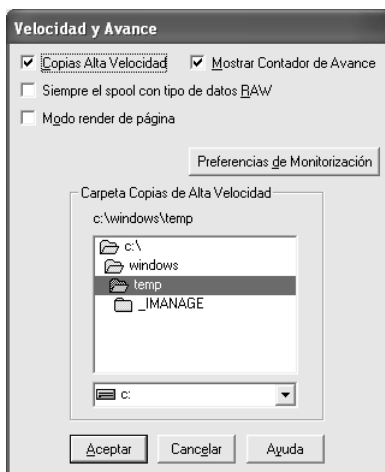 Velocidad y Avance
Copias Alta Velocidad Mostrar Contador de Avance
Siempre el spool con tipo de datos RAW
Modo render de página
Preferencias de Monitorización
Carpeta Copias de Alta Velocidad
c:\windows\temp
c:\
windows
temp
_IMANAGE
c:
Aceptar Cancelar Ayuda